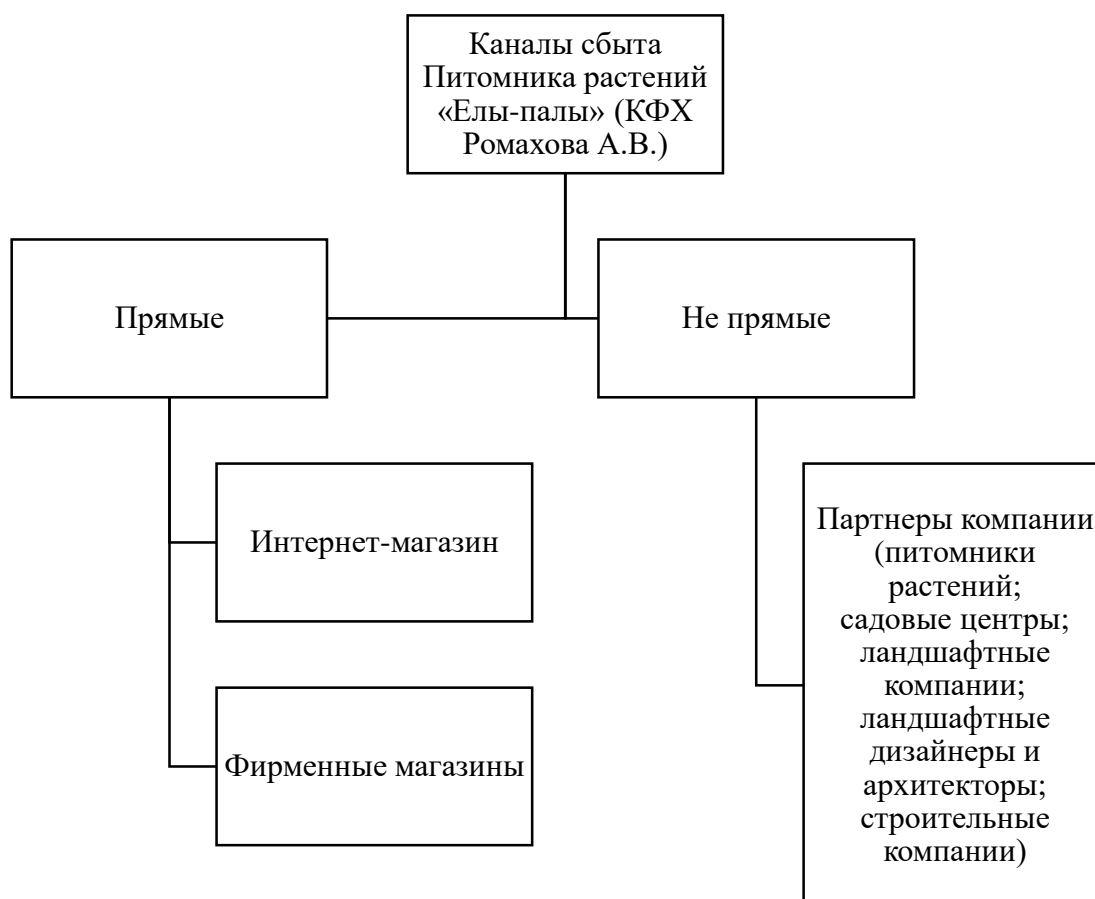 Каналы сбыта
Питомника растений
«Елы-палы» (КФХ
Ромахова А.В.)
Прямые
Не прямые
Интернет-магазин
Фирменные магазины
Партнеры компании
(питомники
растений;
садовые центры;
ландшафтные
компании;
ландшафтные
дизайнеры и
архитекторы;
строительные
компании)